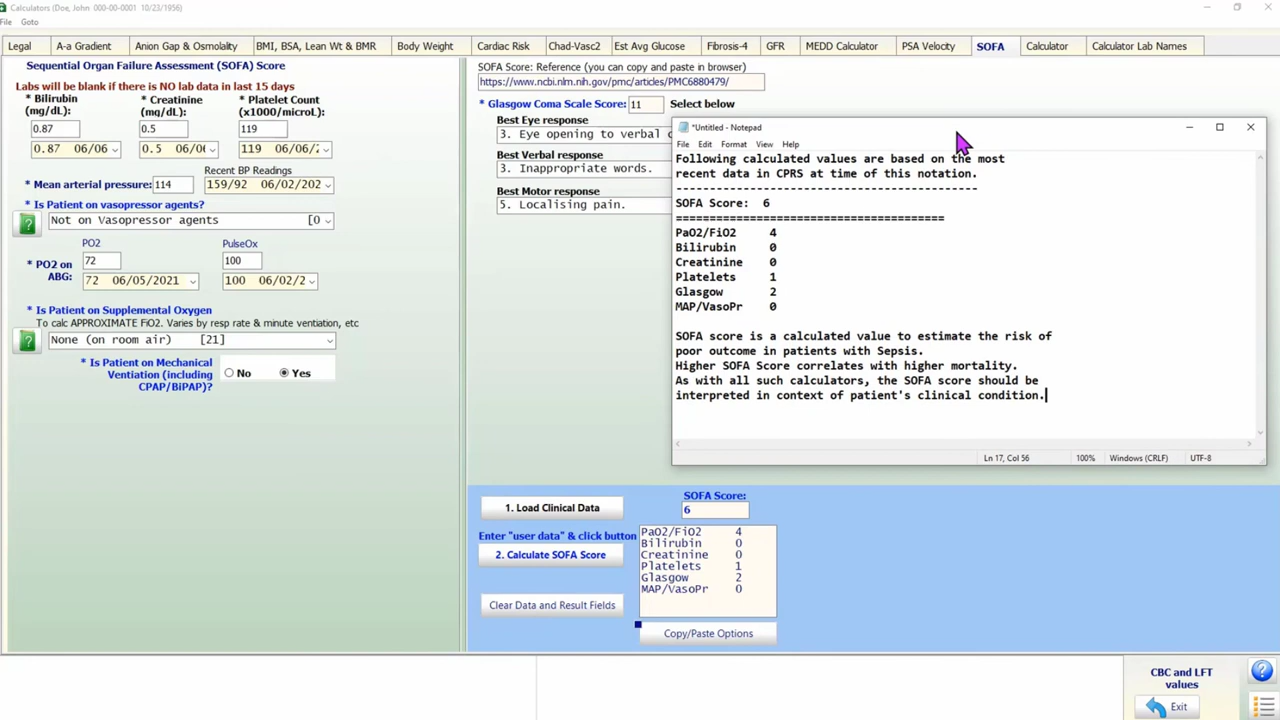 Calculators (Doe, John 000-00-0001) 10/23/1956)
File Goto
Legal A-a Gradient Anion Gap & Osmolality BMI, BSA, Lean Wt & BMR Body Weight Cardiac Risk Chad-Vasc2 Est Avg Glucose Fibrosis-4 GFR MEDD Calculator PSA Velocity SOFA Calculator Calculator Lab Names
Sequential Organ Failure Assessment (SOFA) Score
Labs will be blank if there is NO lab data in last 15 days
* Bilirubin (mg/dL):
* Creatinine (mg/dL):
* Platelet Count (x1000/microL):
0.87 0.5 119
0.87 06/06 0.5 06/0 119 06/06/2
Recent BP Readings
* Mean arterial pressure: 114 159/92 06/02/202
* Is Patient on vasopressor agents?
Not on Vasopressor agents [0
PO2 PulseOx
* PO2 on ABG:
72 100
72 06/05/2021 100 06/02/2
* Is Patient on Supplemental Oxygen
To calc APPROXIMATE FiO2. Varies by resp rate & minute ventiation, etc
None (on room air) [21]
* Is Patient on Mechanical
Ventilation (including
CPAP/BiPAP)?
No Yes
SOFA Score: Reference (you can copy and paste in browser)
https://www.ncbi.nlm.nih.gov/pmc/articles/PMC6880479/
* Glasgow Coma Scale Score: 11 Select below
Best Eye response
3. Eye opening to verbal c
Best Verbal response
3. Inappropriate words.
Best Motor response
5. Localising pain.
*Untitled - Notepad
File Edit Format View Help
Following calculated values are based on the most
recent data in CPRS at time of this notation.
-----------------------------------------
SOFA Score: 6
=======================================
PaO2/FiO2 4
Bilirubin 0
Creatinine 0
Platelets 1
Glasgow 2
MAP/VasoPr 0
SOFA score is a calculated value to estimate the risk of
poor outcome in patients with Sepsis.
Higher SOFA Score correlates with higher mortality.
As with all such calculators, the SOFA score should be
interpreted in context of patient's clinical condition.
Ln 17, Col 56 100% Windows (CRLF) UTF-8
1. Load Clinical Data
Enter "user data" & click button
2. Calculate SOFA Score
Clear Data and Result Fields
SOFA Score:
6
PaO2/FiO2 4
Bilirubin 0
Creatinine 0
Platelets 1
Glasgow 2
MAP/VasoPr 0
Copy/Paste Options
CBC and LFT
values
Exit